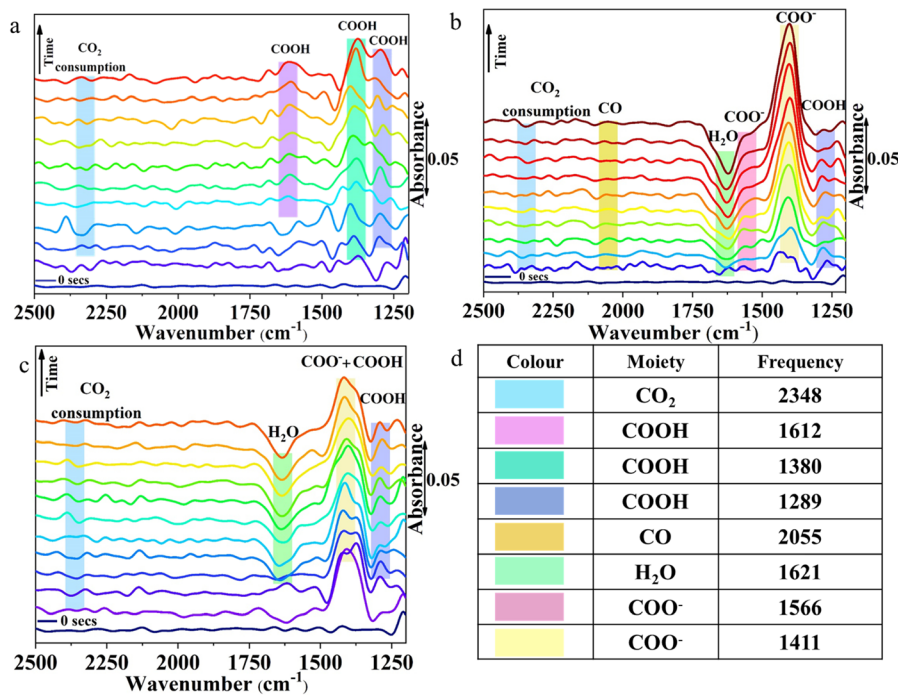 a
Time
CO₂
consumption
COOH
COOH
COOH
0.05
Absorbance
0 secs
2500 2250 2000 1750 1500 1250
Wavenumber (cm⁻¹)
b
Time
CO₂
consumption
CO
H₂O
COO⁻
COO⁻
COOH
0.05
Absorbance
0 secs
2500 2250 2000 1750 1500 1250
Waveumber (cm⁻¹)
c
Time
CO₂
consumption
H₂O
COO⁻+COOH
COOH
0.05
Absorbance
0 secs
2500 2250 2000 1750 1500 1250
Wavenumber (cm⁻¹)
d
Colour Moiety Frequency
CO₂ 2348
COOH 1612
COOH 1380
COOH 1289
CO 2055
H₂O 1621
COO⁻ 1566
COO⁻ 1411